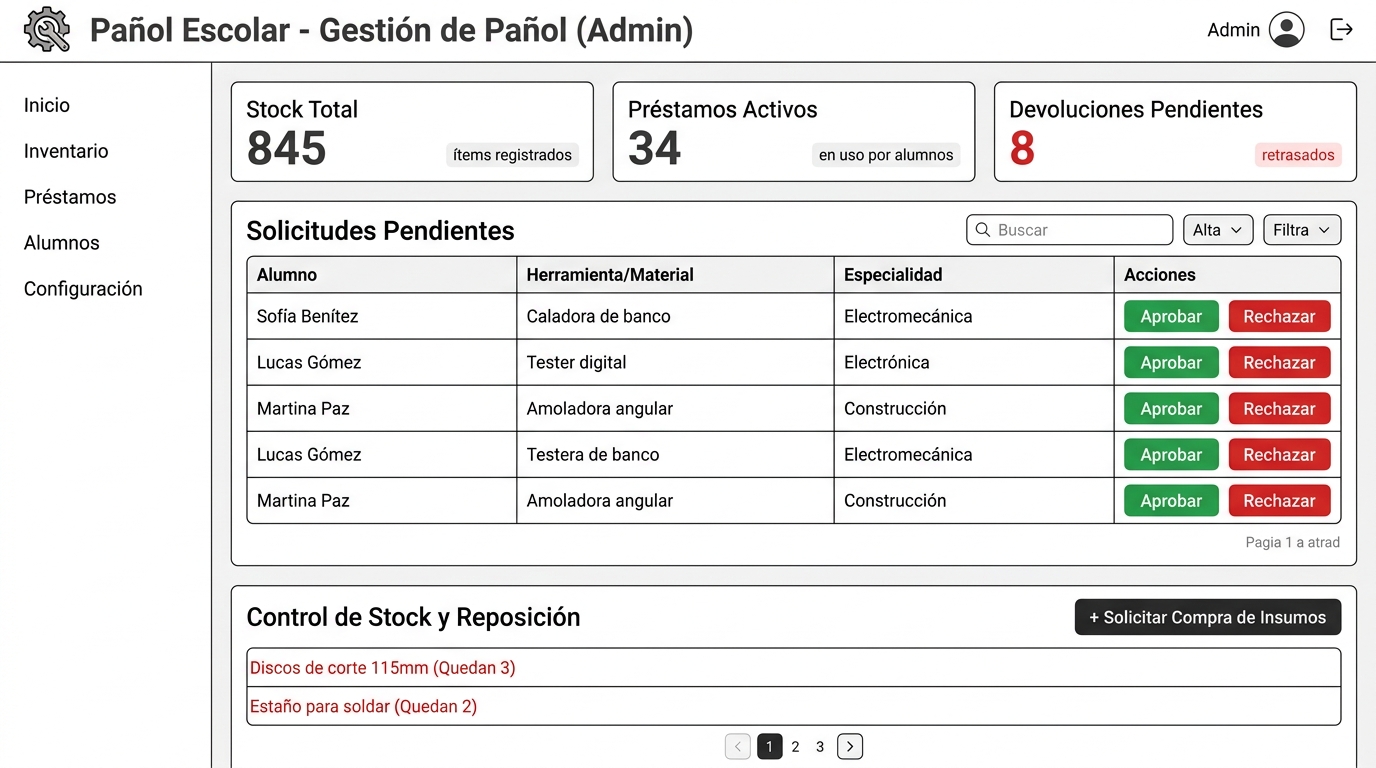 Pañol Escolar - Gestión de Pañol (Admin)
Admin
Inicio
Inventario
Préstamos
Alumnos
Configuración
Stock Total
845
ítems registrados
Préstamos Activos
34
en uso por alumnos
Devoluciones Pendientes
8
retrasados
Solicitudes Pendientes
Buscar
Alta
Filtra
Alumno Herramienta/Material Especialidad Acciones
Sofía Benítez Caladora de banco Electromecánica Aprobar Rechazar
Lucas Gómez Tester digital Electrónica Aprobar Rechazar
Martina Paz Amoladora angular Construcción Aprobar Rechazar
Lucas Gómez Testera de banco Electromecánica Aprobar Rechazar
Martina Paz Amoladora angular Construcción Aprobar Rechazar
Pagia 1 a atrad
Control de Stock y Reposición
+ Solicitar Compra de Insumos
Discos de corte 115mm (Quedan 3)
Estaño para soldar (Quedan 2)
1 2 3